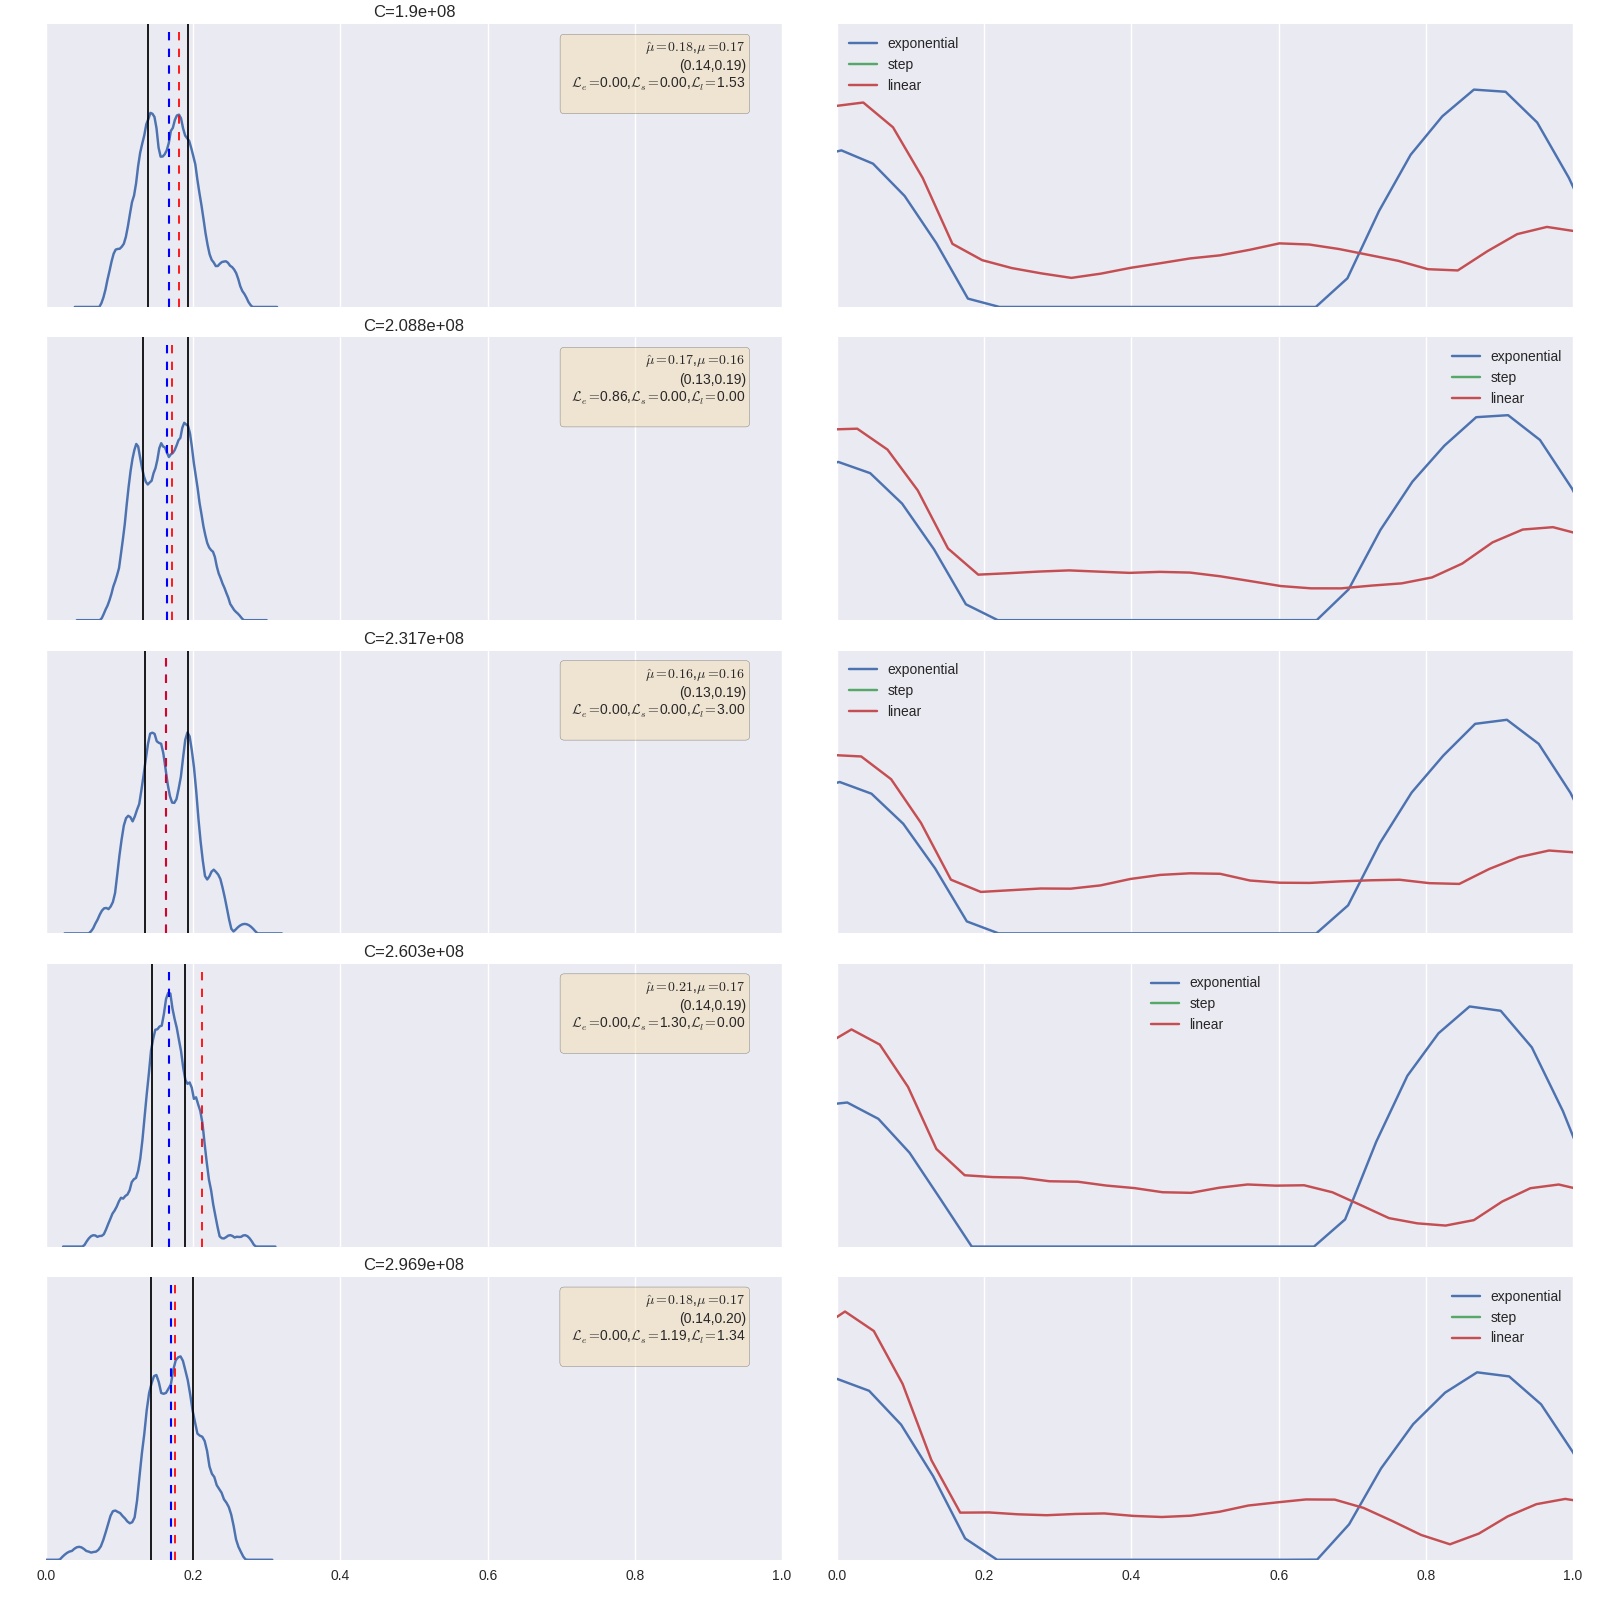 C=1.9e+08
μ̂=0.18,μ=0.17
(0.14,0.19)
ℒₑ=0.00,ℒₛ=0.00,ℒₗ=1.53
exponential
step
linear
C=2.088e+08
μ̂=0.17,μ=0.16
(0.13,0.19)
ℒₑ=0.86,ℒₛ=0.00,ℒₗ=0.00
exponential
step
linear
C=2.317e+08
μ̂=0.16,μ=0.16
(0.13,0.19)
ℒₑ=0.00,ℒₛ=0.00,ℒₗ=3.00
exponential
step
linear
C=2.603e+08
μ̂=0.21,μ=0.17
(0.14,0.19)
ℒₑ=0.00,ℒₛ=1.30,ℒₗ=0.00
exponential
step
linear
C=2.969e+08
μ̂=0.18,μ=0.17
(0.14,0.20)
ℒₑ=0.00,ℒₛ=1.19,ℒₗ=1.34
exponential
step
linear
0.0 0.2 0.4 0.6 0.8 1.0
0.0 0.2 0.4 0.6 0.8 1.0